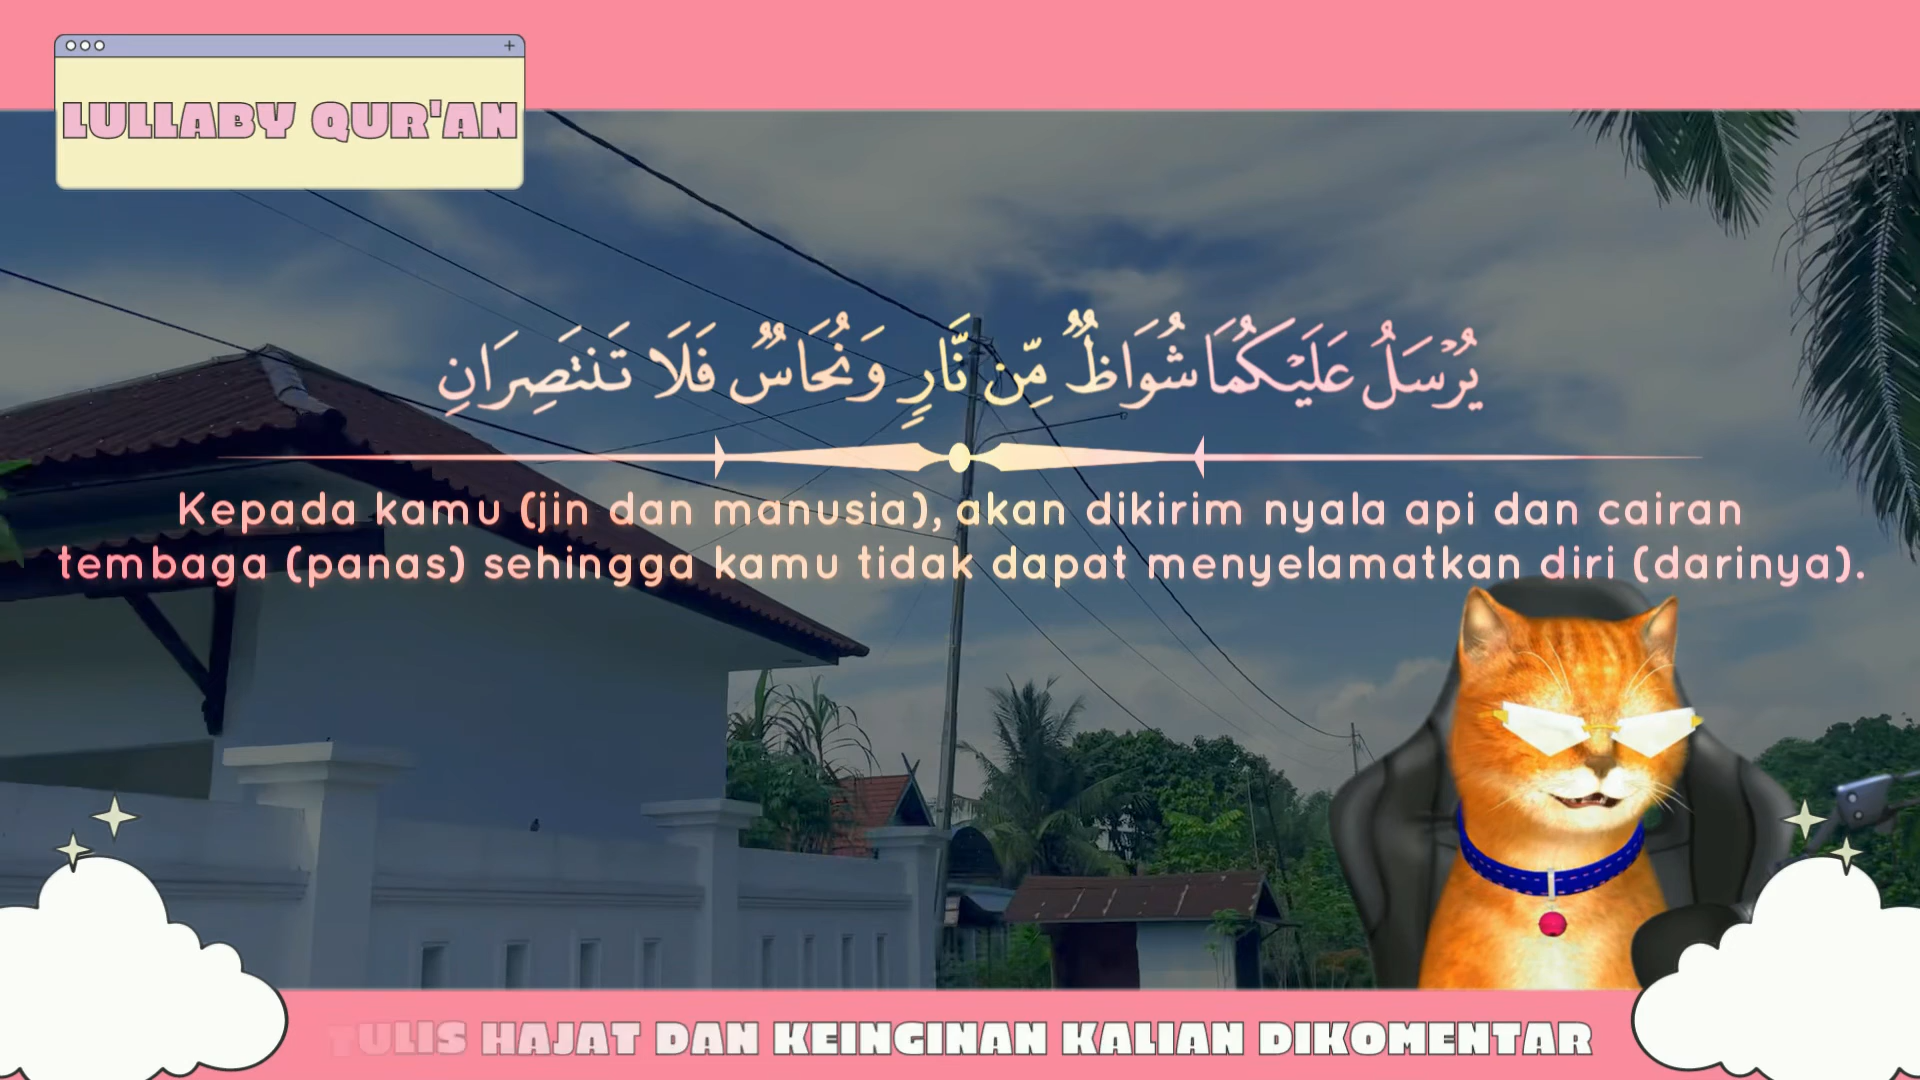 LULLABY QUR'AN
يُرْسَلُ عَلَيْكُمَا شُوَاظٌ مِّن نَّارٍ وَنُحَاسٌ فَلَا تَنتَصِرَانِ
Kepada kamu (jin dan manusia), akan dikirim nyala api dan cairan
tembaga (panas) sehingga kamu tidak dapat menyelamatkan diri (darinya).
TULIS HAJAT DAN KEINGINAN KALIAN DIKOMENTAR